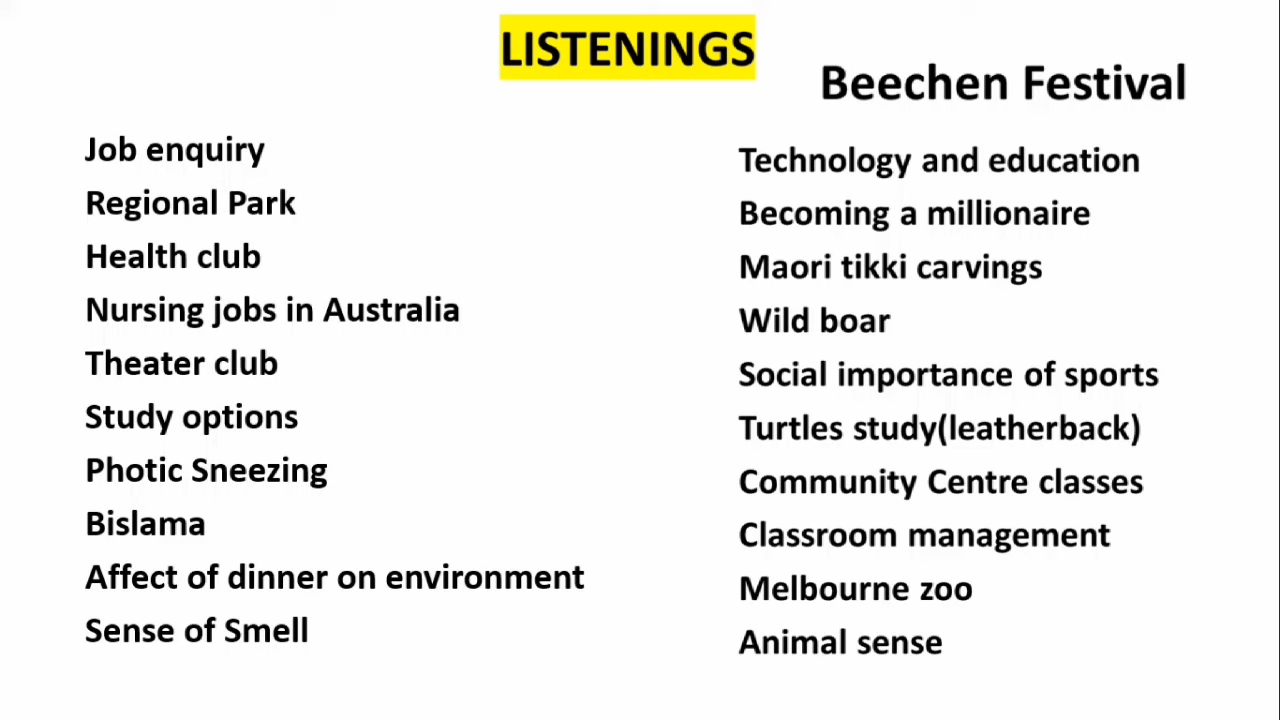 LISTENINGS
Beechen Festival
Job enquiry
Regional Park
Health club
Nursing jobs in Australia
Theater club
Study options
Photic Sneezing
Bislama
Affect of dinner on environment
Sense of Smell
Technology and education
Becoming a millionaire
Maori tikki carvings
Wild boar
Social importance of sports
Turtles study(leatherback)
Community Centre classes
Classroom management
Melbourne zoo
Animal sense